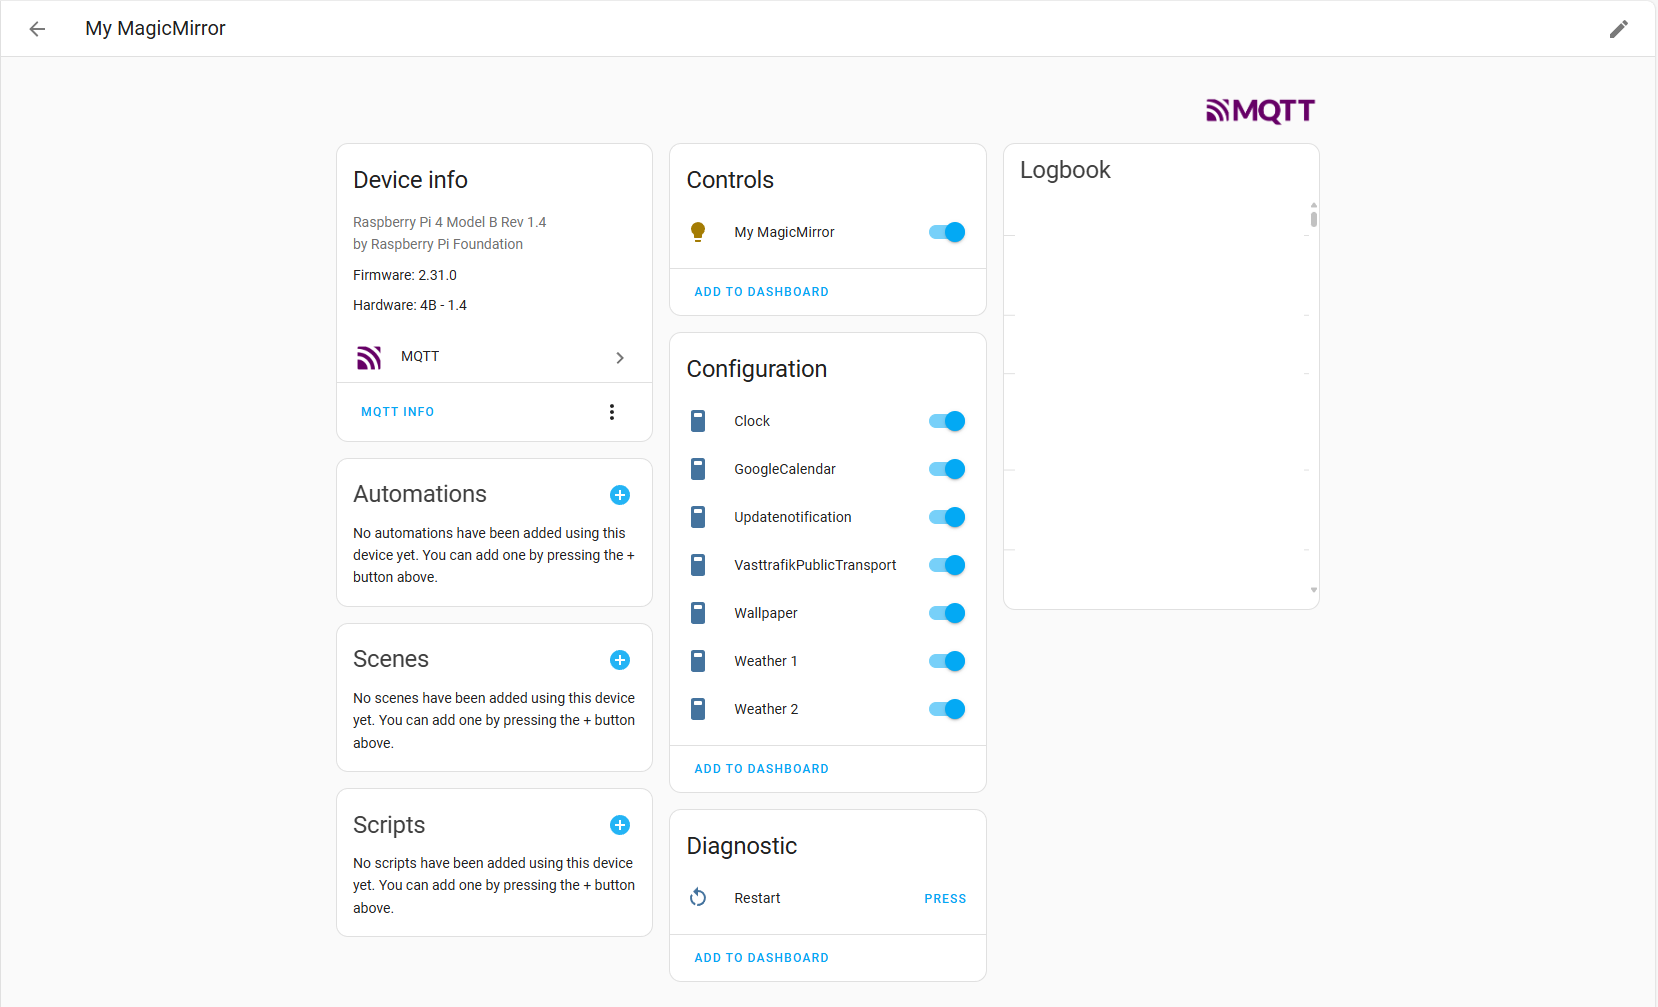 My MagicMirror
MQTT
Device info
Raspberry Pi 4 Model B Rev 1.4
by Raspberry Pi Foundation
Firmware: 2.31.0
Hardware: 4B - 1.4
MQTT
MQTT INFO
Automations
No automations have been added using this
device yet. You can add one by pressing the +
button above.
Scenes
No scenes have been added using this device
yet. You can add one by pressing the + button
above.
Scripts
No scripts have been added using this device
yet. You can add one by pressing the + button
above.
Controls
My MagicMirror
ADD TO DASHBOARD
Configuration
Clock
GoogleCalendar
Updatenotification
VasttrafikPublicTransport
Wallpaper
Weather 1
Weather 2
ADD TO DASHBOARD
Diagnostic
Restart PRESS
ADD TO DASHBOARD
Logbook